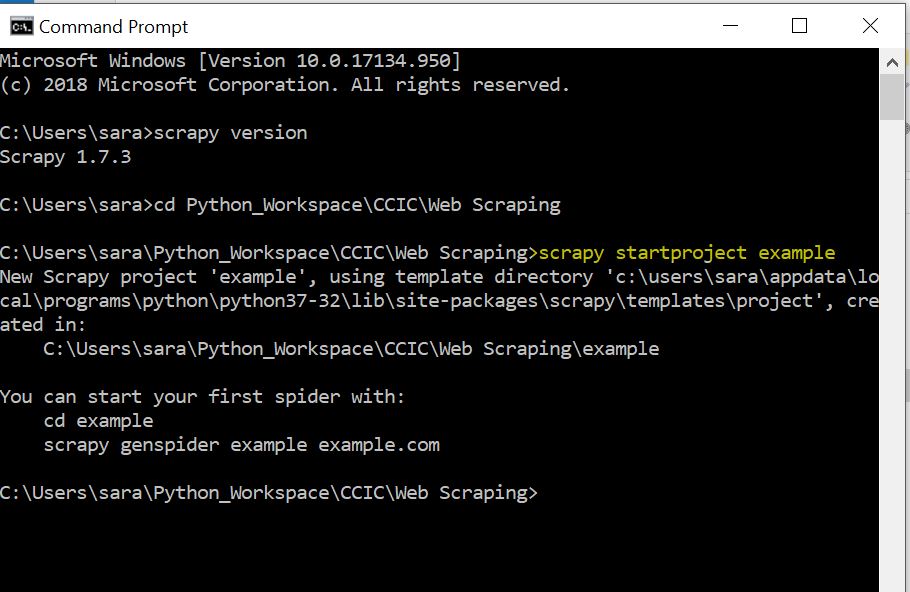 Command Prompt
Microsoft Windows [Version 10.0.17134.950]
(c) 2018 Microsoft Corporation. All rights reserved.
C:\Users\sara>scrapy version
Scrapy 1.7.3
C:\Users\sara>cd Python_Workspace\CCIC\Web Scraping
C:\Users\sara\Python_Workspace\CCIC\Web Scraping>scrapy startproject example
New Scrapy project 'example', using template directory 'c:\users\sara\appdata\lo
cal\programs\python\python37-32\lib\site-packages\scrapy\templates\project', cre
ated in:
    C:\Users\sara\Python_Workspace\CCIC\Web Scraping\example
You can start your first spider with:
    cd example
    scrapy genspider example example.com
C:\Users\sara\Python_Workspace\CCIC\Web Scraping>